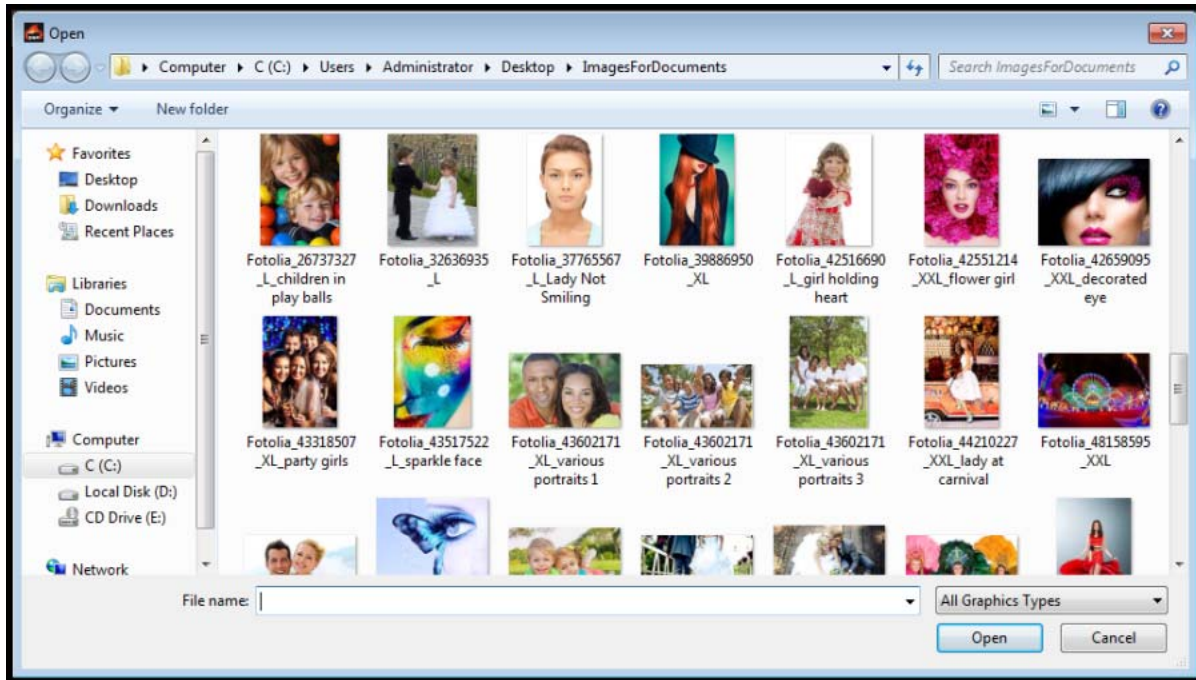 Open
Computer C (C:) Users Administrator Desktop ImagesForDocuments
Search ImagesForDocuments
Organize
New folder
Favorites
Desktop
Downloads
Recent Places
Libraries
Documents
Music
Pictures
Videos
Computer
C (C:)
Local Disk (D:)
CD Drive (E:)
Network
Fotolia_26737327
_L_children in
play balls
Fotolia_32636935
_L
Fotolia_37765567
_L_Lady Not
Smiling
Fotolia_39886950
_XL
Fotolia_42516690
_L_girl holding
heart
Fotolia_42551214
_XXL_flower girl
Fotolia_42659095
_XXL_decorated
eye
Fotolia_43318507
_XL_party girls
Fotolia_43517522
_L_sparkle face
Fotolia_43602171
_XL_various
portraits 1
Fotolia_43602171
_XL_various
portraits 2
Fotolia_43602171
_XL_various
portraits 3
Fotolia_44210227
_XXL_lady at
carnival
Fotolia_48158595
_XXL
File name:
All Graphics Types
Open
Cancel